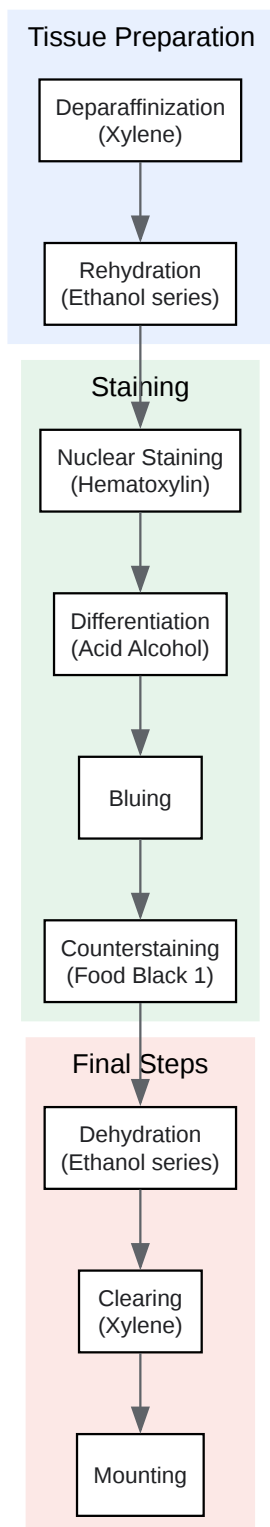 Tissue Preparation
Deparaffinization
(Xylene)
Rehydration
(Ethanol series)
Staining
Nuclear Staining
(Hematoxylin)
Differentiation
(Acid Alcohol)
Bluing
Counterstaining
(Food Black 1)
Final Steps
Dehydration
(Ethanol series)
Clearing
(Xylene)
Mounting